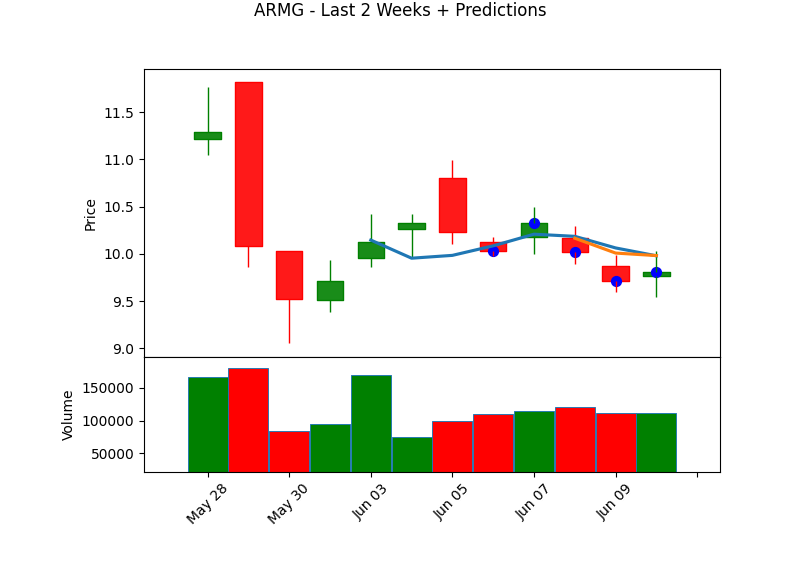 ARMG - Last 2 Weeks + Predictions
11.5
11.0
10.5
10.0
9.5
9.0
Price
150000
100000
50000
Volume
May 28
May 30
Jun 03
Jun 05
Jun 07
Jun 09